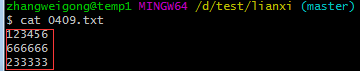 zhangweigong@temp1 MINGW64 /d/test/lianxi (master)
$ cat 0409.txt
123456
666666
233333